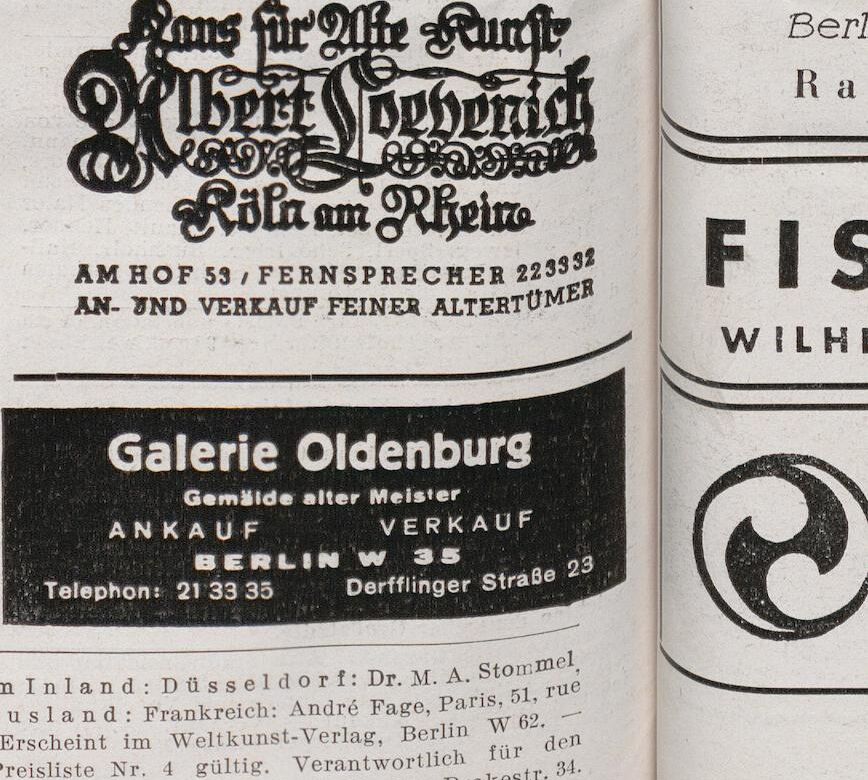 Haus für Alte Kunst
Albert Loevenich
Köln am Rhein
AM HOF 53 / FERNSPRECHER 223332
AN- UND VERKAUF FEINER ALTERTÜMER
Galerie Oldenburg
Gemälde alter Meister
ANKAUF VERKAUF
BERLIN W 35
Telephon: 21 33 35 Derfflinger Straße 23
m Inland: Düsseldorf: Dr. M. A. Stommel,
usland: Frankreich: André Fage, Paris, 51, rue
Erscheint im Weltkunst-Verlag, Berlin W 62. —
Preisliste Nr. 4 gültig. Verantwortlich für den
str. 34.
Berl
Ra
FIS
WILH